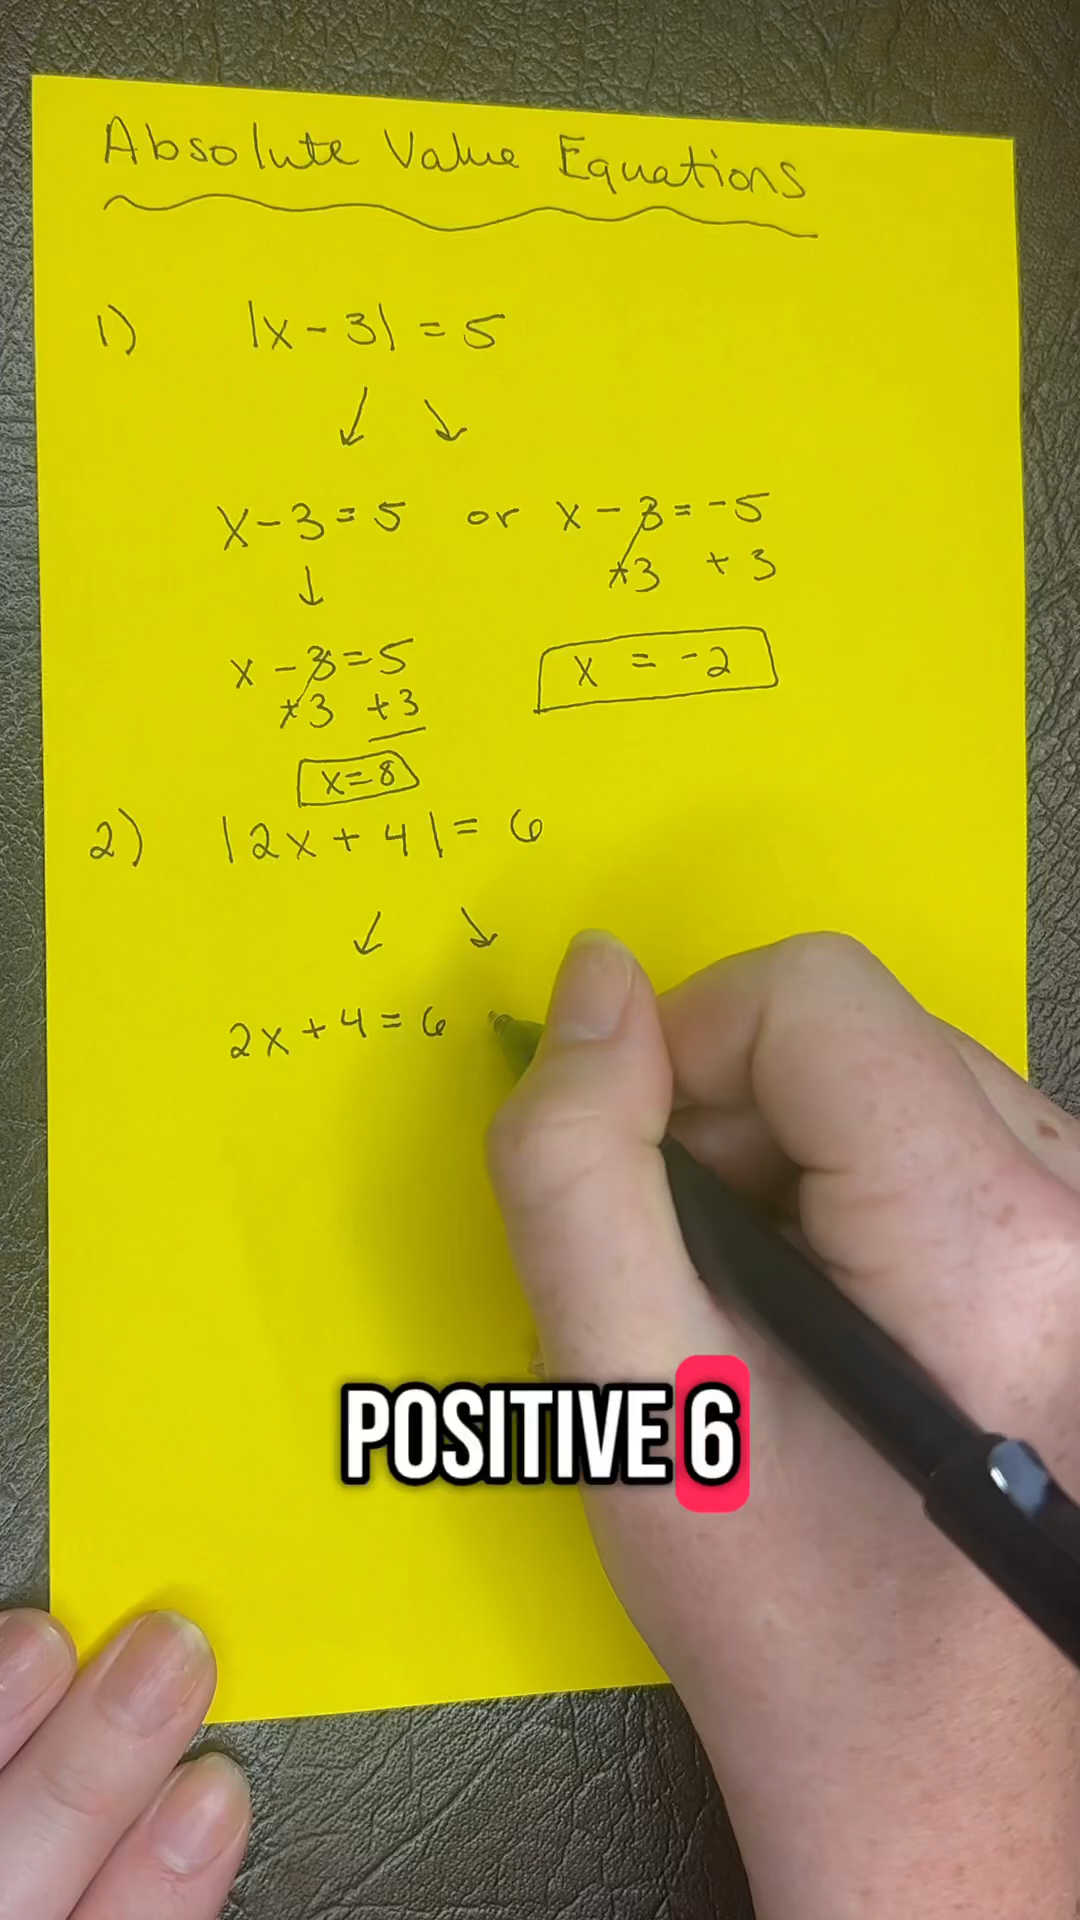 Absolute Value Equations
1) |x - 3| = 5
↙ ↘
x - 3 = 5 or x - 3 = -5
↓ +3 +3
x - 3 = 5 x = -2
+3 +3
x = 8
2) |2x + 4| = 6
↙ ↘
2x + 4 = 6
POSITIVE 6